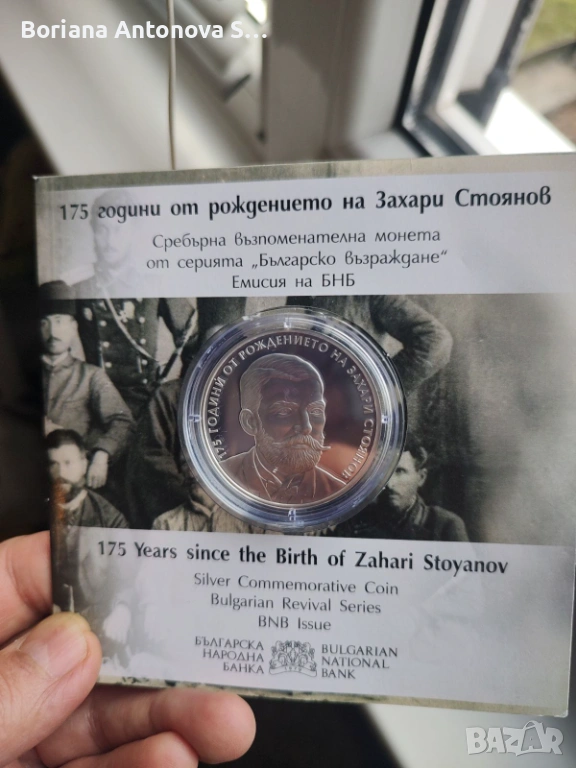 Boriana Antonova S...
175 години от рождението на Захари Стоянов
Сребърна възпоменателна монета
от серията „Българско възраждане“
Емисия на БНБ
175 ГОДИНИ ОТ РОЖДЕНИЕТО НА ЗАХАРИ СТОЯНОВ
175 Years since the Birth of Zahari Stoyanov
Silver Commemorative Coin
Bulgarian Revival Series
BNB Issue
БЪЛГАРСКА
НАРОДНА
БАНКА
BULGARIAN
NATIONAL
BANK
BAZAR